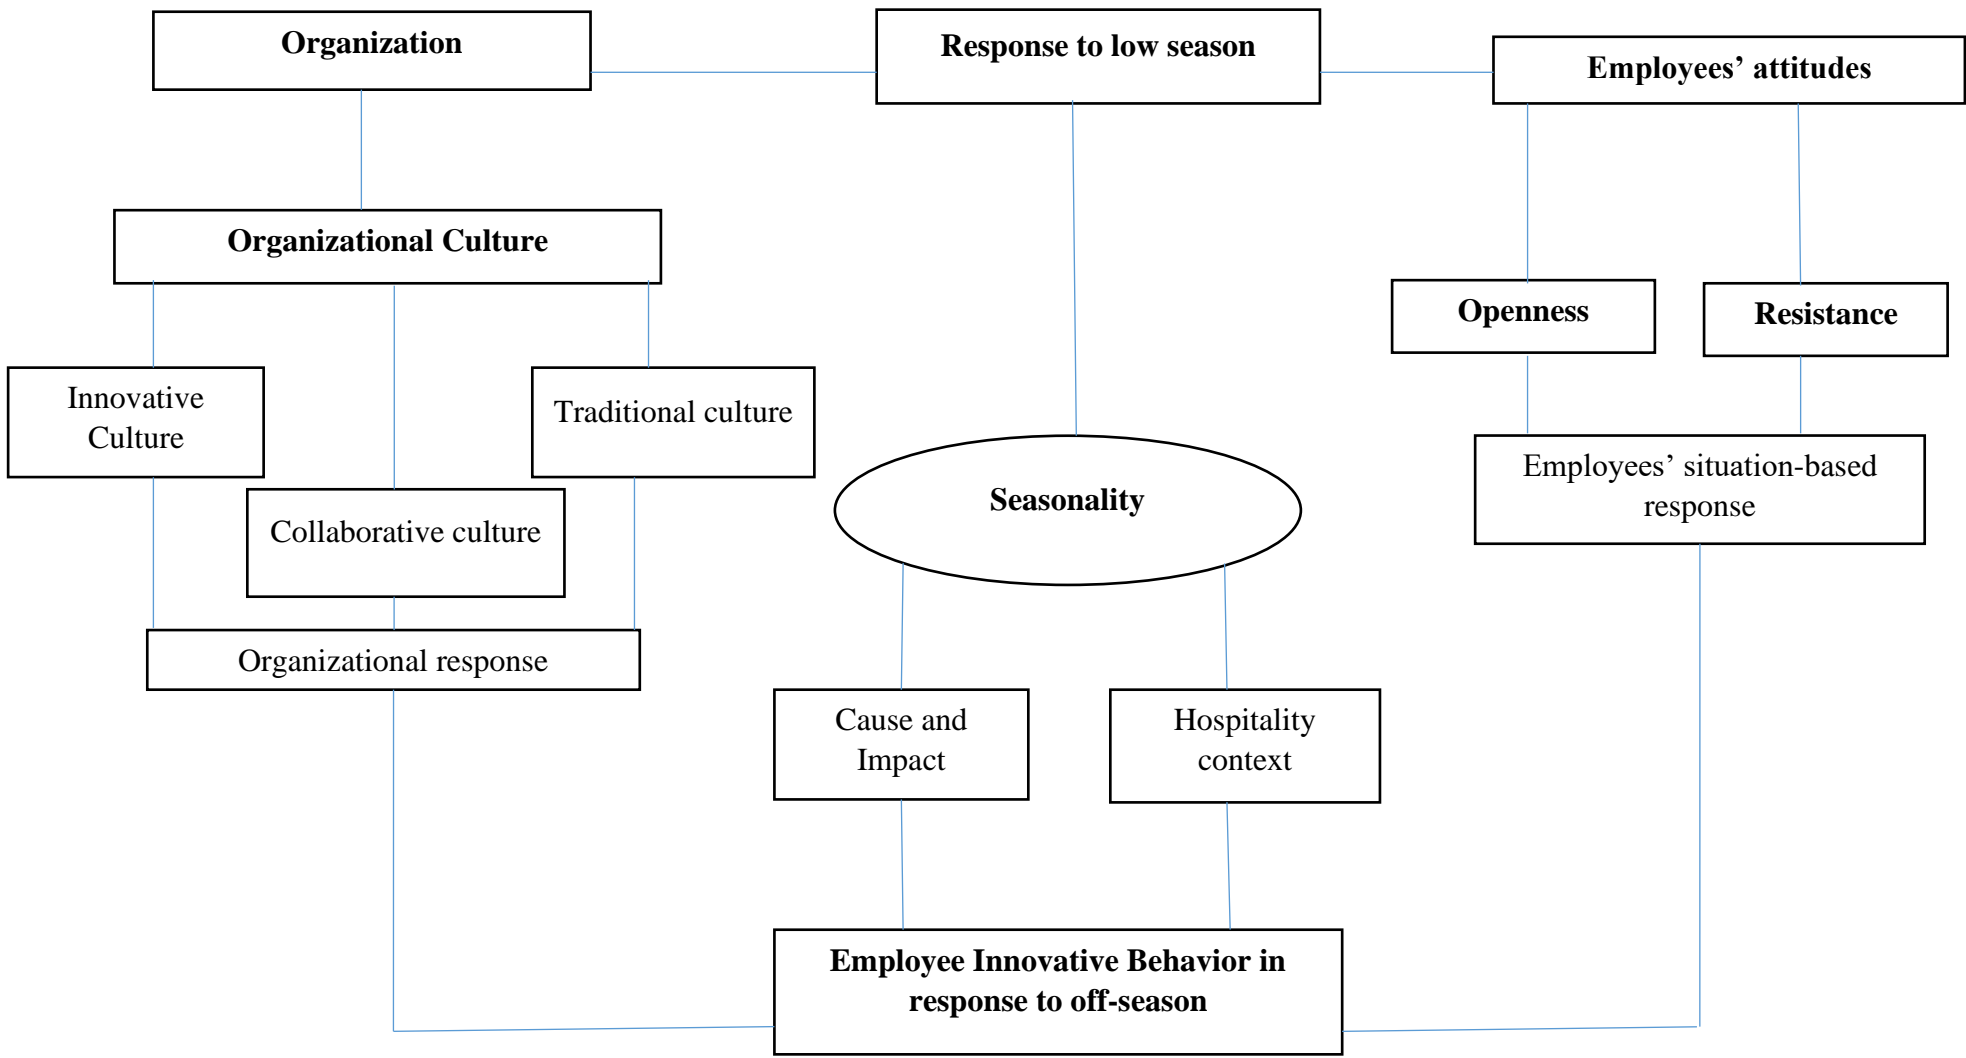 Organization
Response to low season
Employees’ attitudes
Organizational Culture
Openness
Resistance
Innovative
Culture
Traditional culture
Collaborative culture
Seasonality
Employees’ situation-based
response
Organizational response
Cause and
Impact
Hospitality
context
Employee Innovative Behavior in
response to off-season